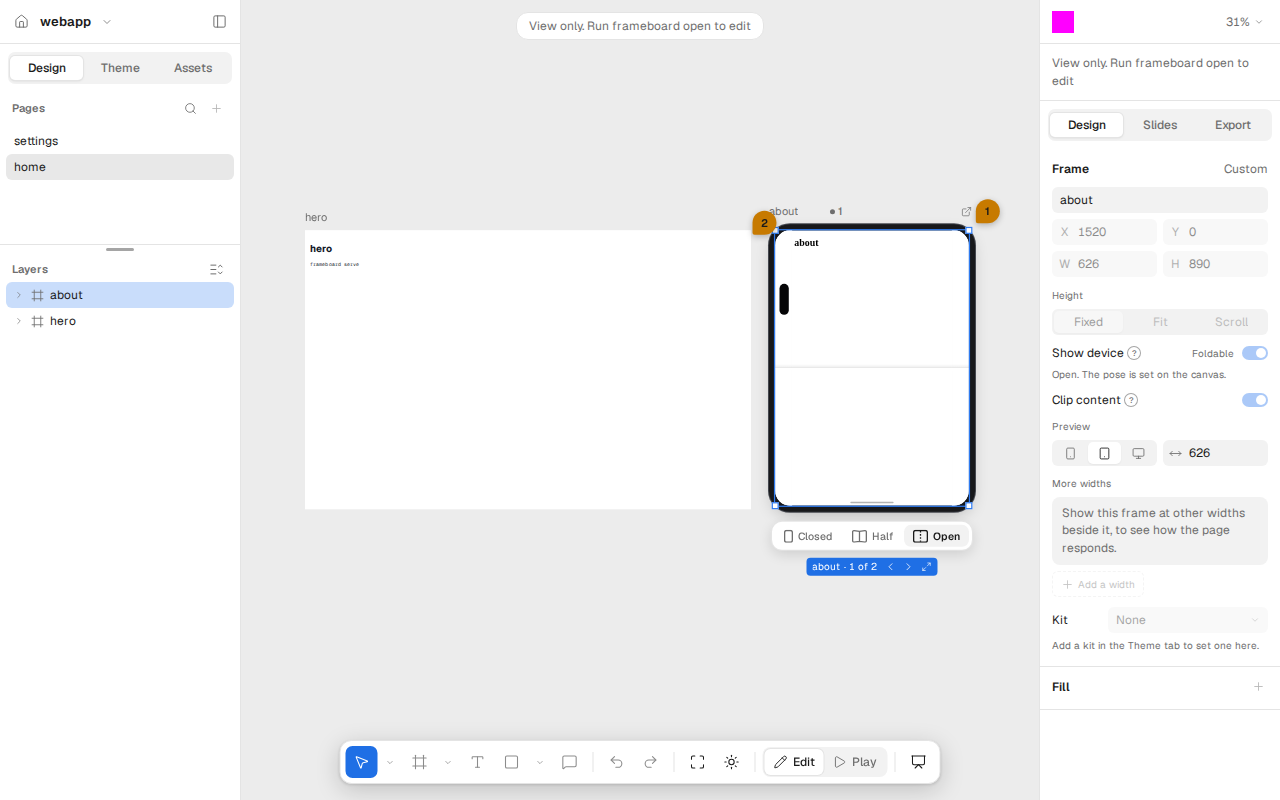 webapp
Design
Theme
Assets
Pages
settings
home
Layers
about
hero
View only. Run frameboard open to edit
hero
hero
frameboard serve
about
1
1
2
about
Closed
Half
Open
about · 1 of 2
Edit
Play
31%
View only. Run frameboard open to
edit
Design
Slides
Export
Frame
Custom
about
X 1520
Y 0
W 626
H 890
Height
Fixed
Fit
Scroll
Show device ?
Foldable
Open. The pose is set on the canvas.
Clip content ?
Preview
626
More widths
Show this frame at other widths
beside it, to see how the page
responds.
Add a width
Kit
None
Add a kit in the Theme tab to set one here.
Fill